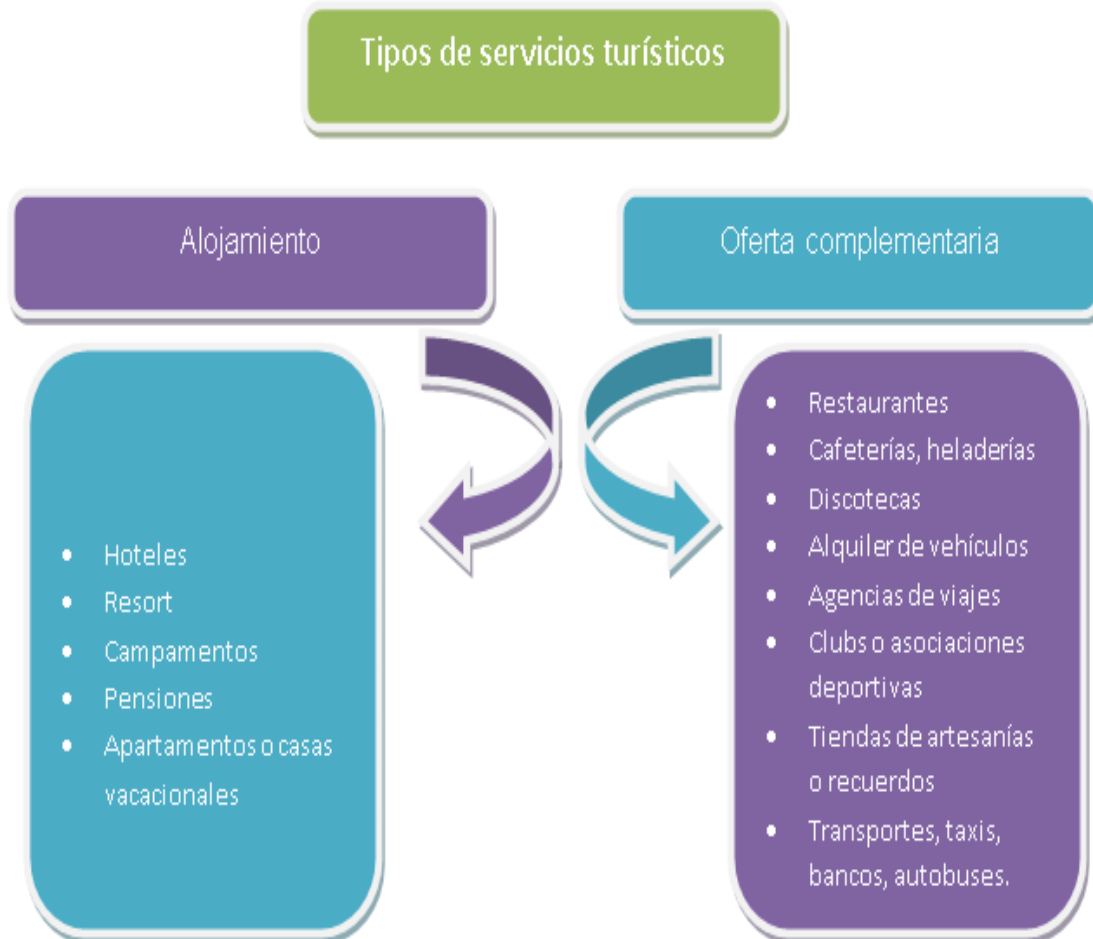 Tipos de servicios turísticos
Alojamiento
Oferta complementaria
• Hoteles
• Resort
• Campamentos
• Pensiones
• Apartamentos o casas
vacacionales
• Restaurantes
• Cafeterías, heladerías
• Discotecas
• Alquiler de vehículos
• Agencias de viajes
• Clubs o asociaciones
deportivas
• Tiendas de artesanías
o recuerdos
• Transportes, taxis,
bancos, autobuses.